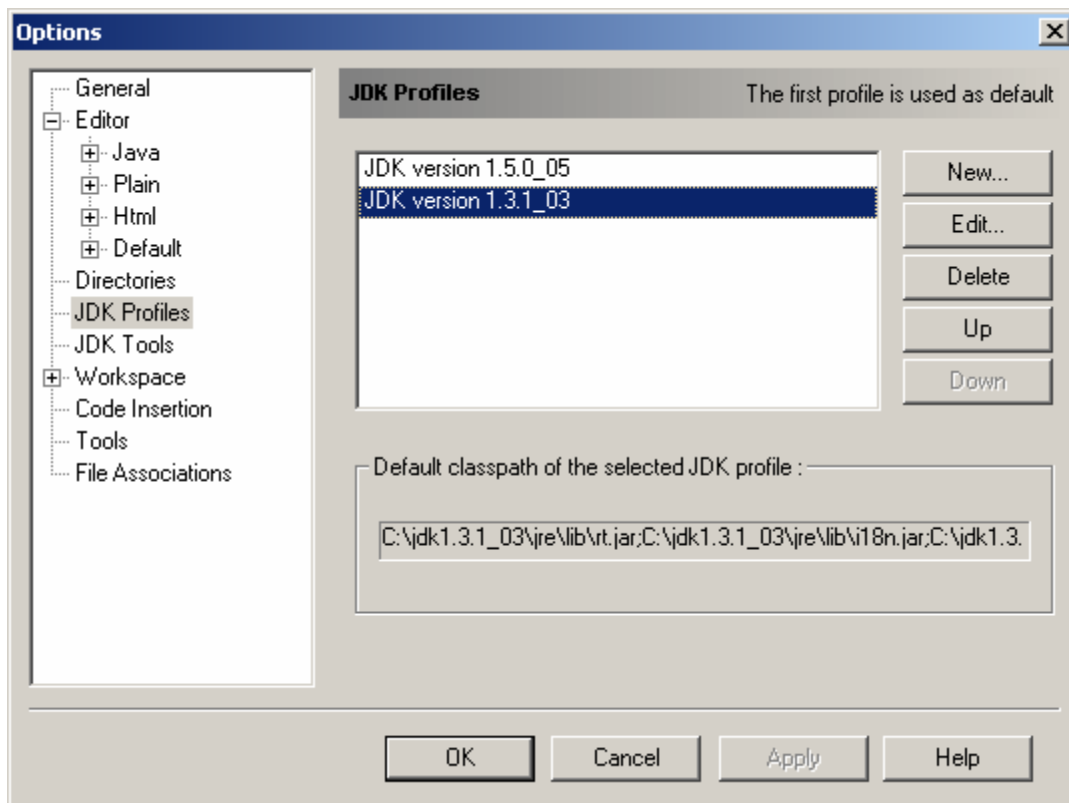 Options
General
Editor
Java
Plain
Html
Default
Directories
JDK Profiles
JDK Tools
Workspace
Code Insertion
Tools
File Associations
JDK Profiles
The first profile is used as default
JDK version 1.5.0_05
JDK version 1.3.1_03
New...
Edit...
Delete
Up
Down
Default classpath of the selected JDK profile :
C:\jdk1.3.1_03\jre\lib\rt.jar;C:\jdk1.3.1_03\jre\lib\i18n.jar;C:\jdk1.3.
OK
Cancel
Apply
Help